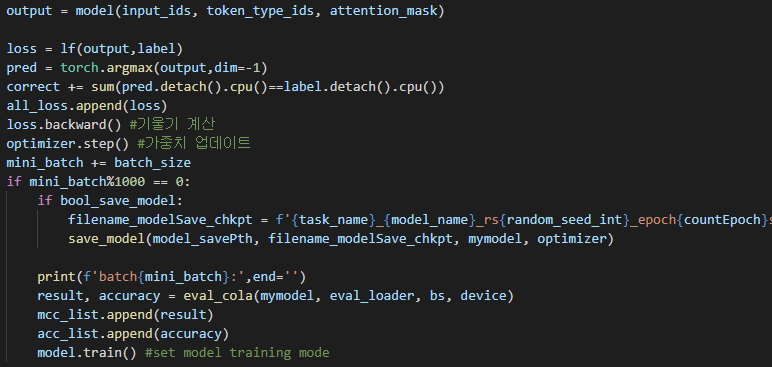 output = model(input_ids, token_type_ids, attention_mask)
loss = lf(output,label)
pred = torch.argmax(output,dim=-1)
correct += sum(pred.detach().cpu()==label.detach().cpu())
all_loss.append(loss)
loss.backward() #기울기 계산
optimizer.step() #가중치 업데이트
mini_batch += batch_size
if mini_batch%1000 == 0:
if bool_save_model:
filename_modelSave_chkpt = f'{task_name}_{model_name}_rs{random_seed_int}_epoch{countEpoch}s
save_model(model_savePth, filename_modelSave_chkpt, mymodel, optimizer)
print(f'batch{mini_batch}:',end='')
result, accuracy = eval_cola(mymodel, eval_loader, bs, device)
mcc_list.append(result)
acc_list.append(accuracy)
model.train() #set model training mode